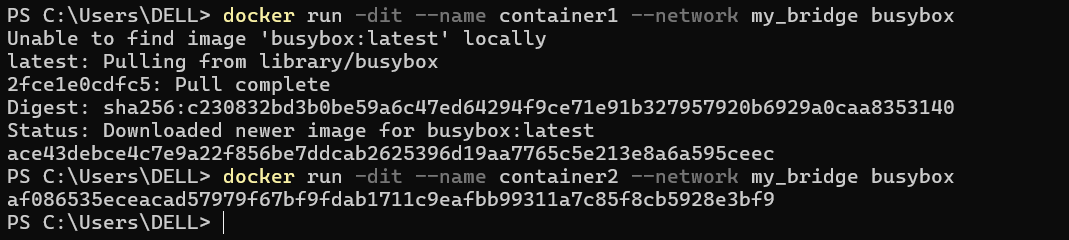 PS C:\Users\DELL> docker run -dit --name container1 --network my_bridge busybox
Unable to find image 'busybox:latest' locally
latest: Pulling from library/busybox
2fce1e0cdfc5: Pull complete
Digest: sha256:c230832bd3b0be59a6c47ed64294f9ce71e91b327957920b6929a0caa8353140
Status: Downloaded newer image for busybox:latest
ace43debce4c7e9a22f856be7ddcab2625396d19aa7765c5e213e8a6a595ceec
PS C:\Users\DELL> docker run -dit --name container2 --network my_bridge busybox
af086535eceacad57979f67bf9fdab1711c9eafbb99311a7c85f8cb5928e3bf9
PS C:\Users\DELL>